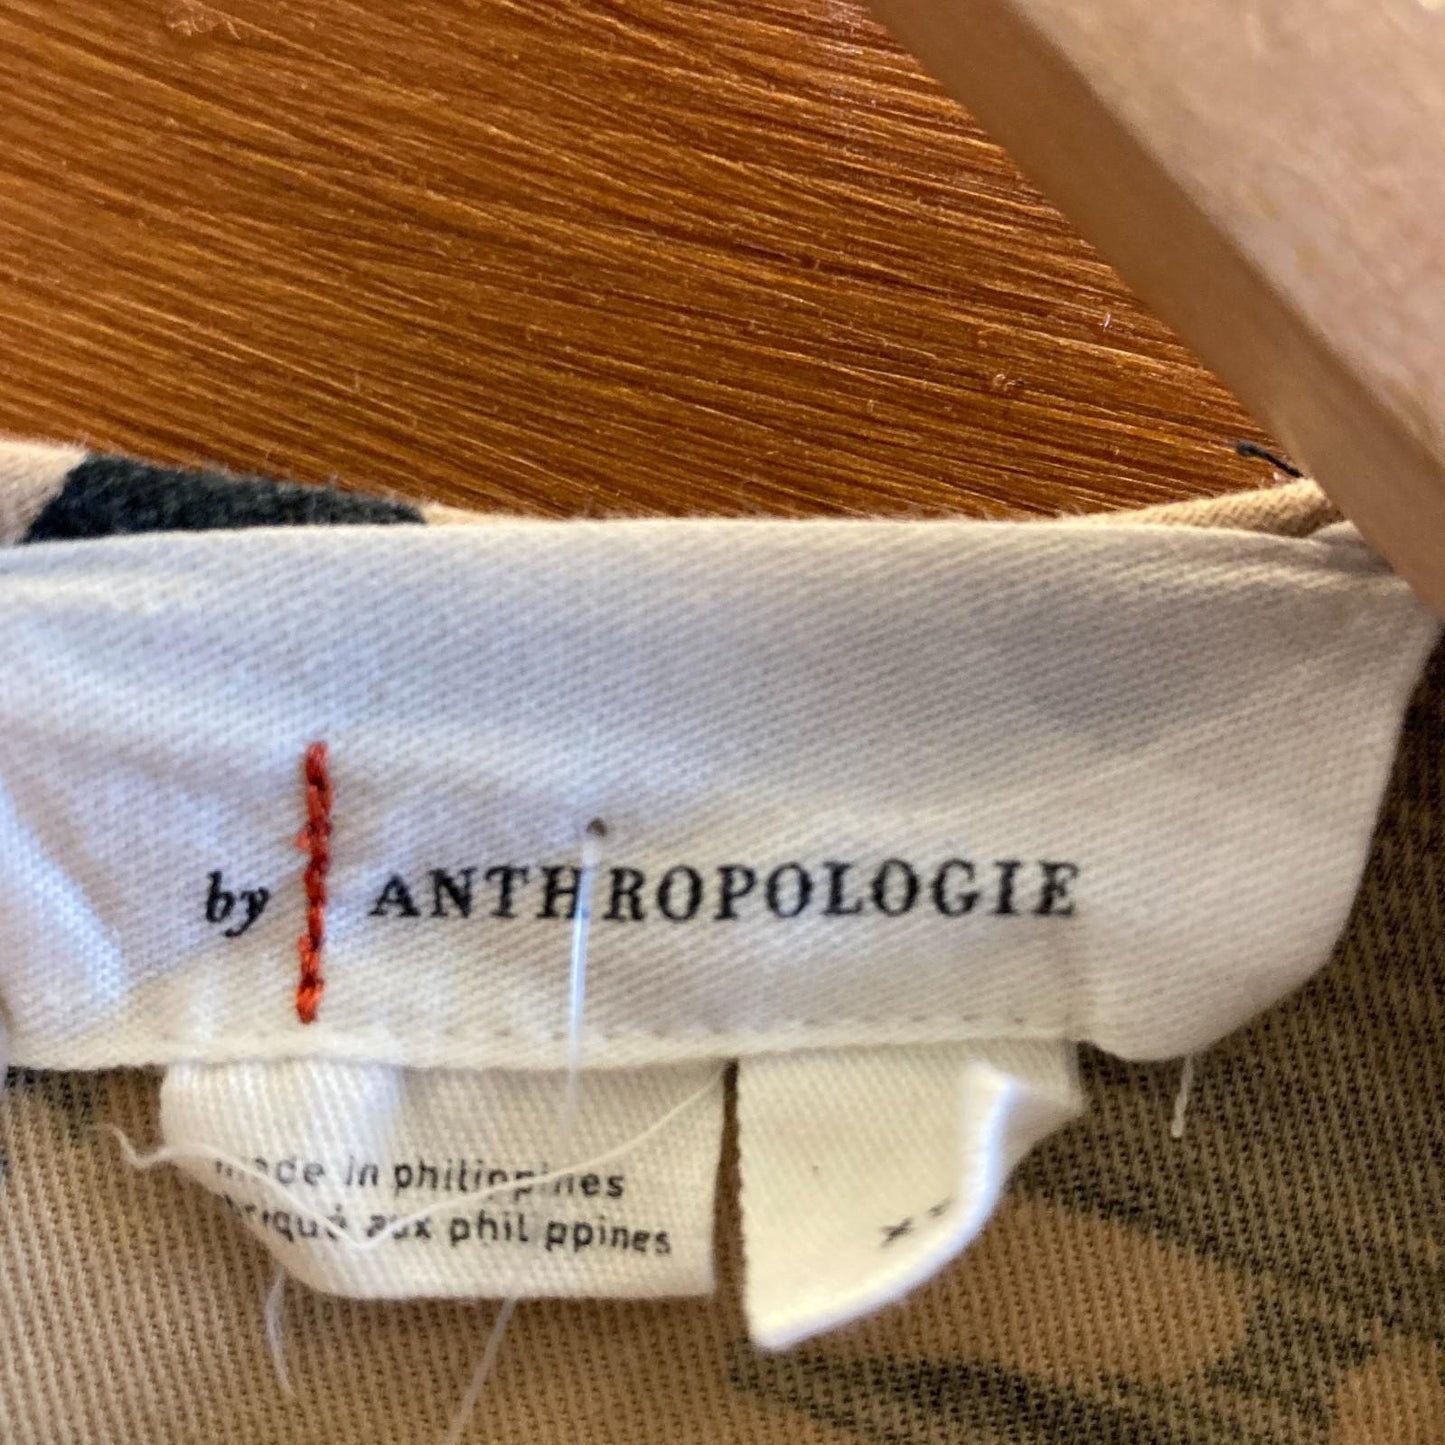 by ANTHROPOLOGIE
made in philippines
fabriqué aux philippines